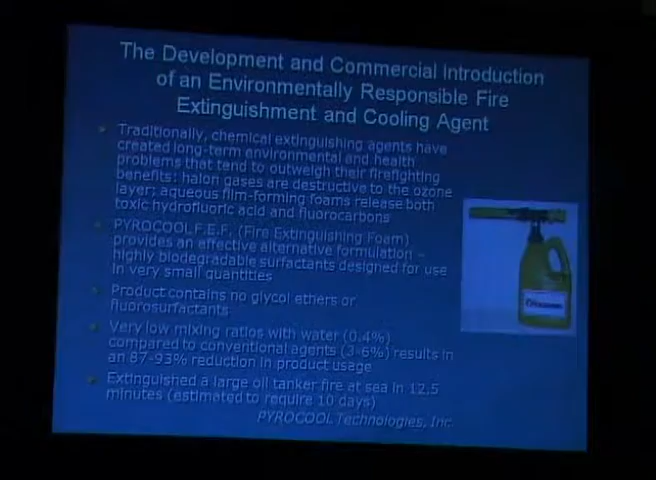 The Development and Commercial Introduction
of an Environmentally Responsible Fire
Extinguishment and Cooling Agent
Traditionally, chemical extinguishing agents have
created long-term environmental and health
problems that tend to outweigh their firefighting
benefits: halon gases are destructive to the ozone
layer; aqueous film-forming foams release both
toxic hydrofluoric acid and fluorocarbons
PYROCOOL F.E.F. (Fire Extinguishing Foam)
provides an effective alternative formulation –
highly biodegradable surfactants designed for use
in very small quantities
Product contains no glycol ethers or
fluorosurfactants
Very low mixing ratios with water (0.4%)
compared to conventional agents (3-6%) results in
an 87-93% reduction in product usage
Extinguished a large oil tanker fire at sea in 12.5
minutes (estimated to require 10 days)
PYROCOOL Technologies, Inc.